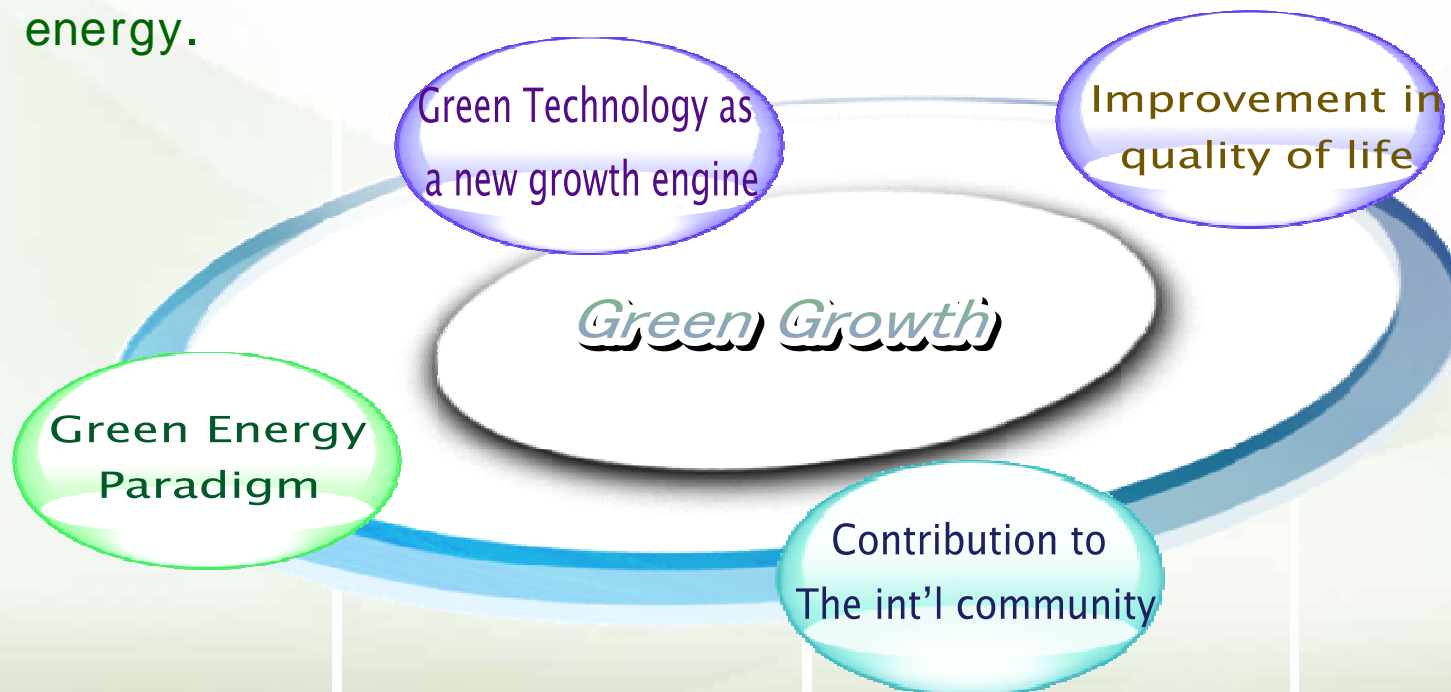 energy.
Green Technology as
a new growth engine
Improvement in
quality of life
Green Growth
Green Energy
Paradigm
Contribution to
The int’l community